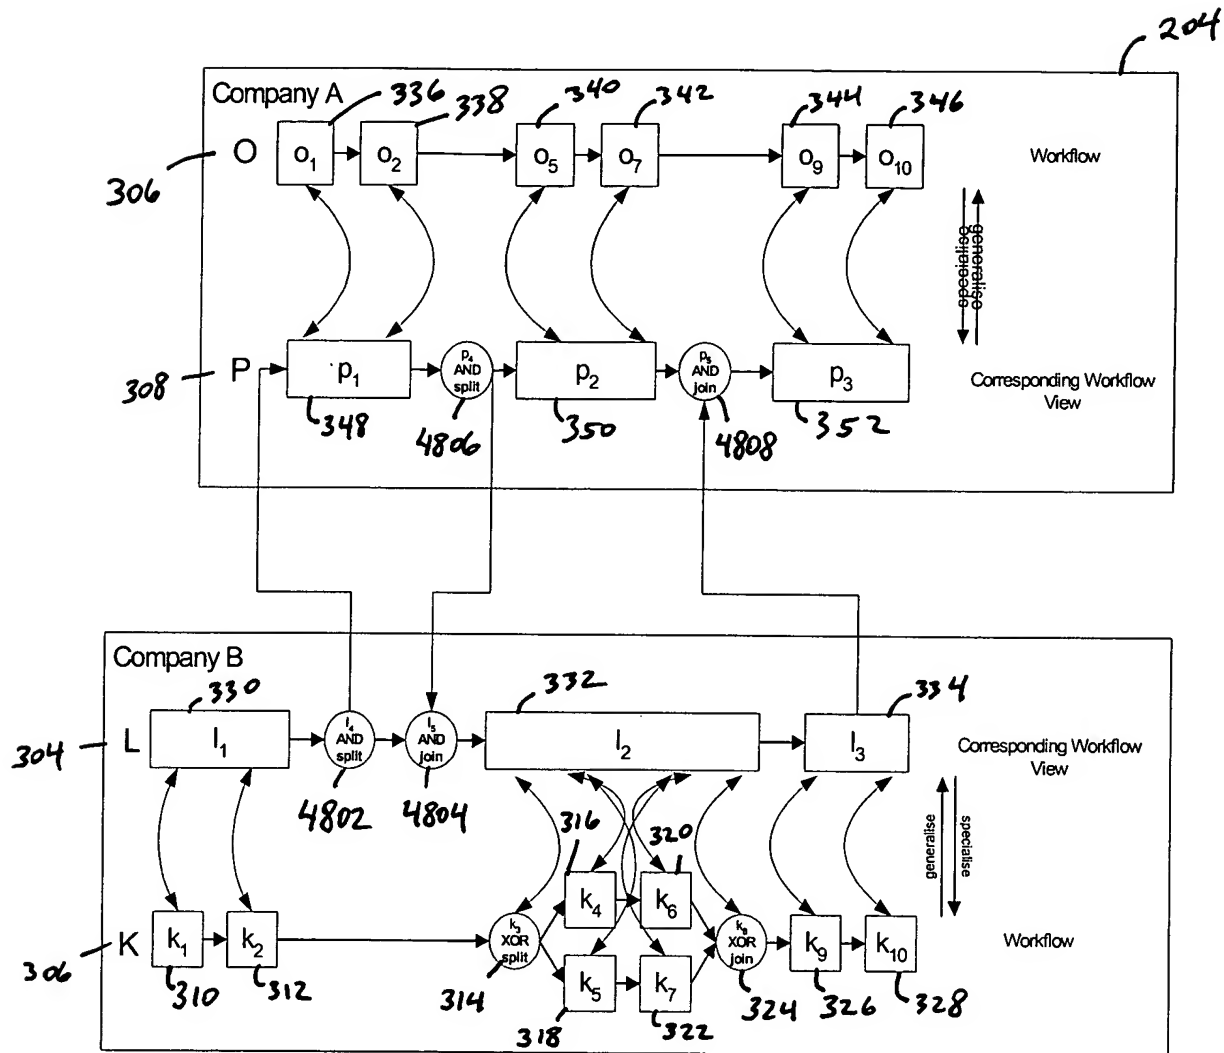 204
Company A
336
338
340
342
344
346
306
O
o1
o2
o5
o7
o9
o10
Workflow
generalise
specialise
308
P
p1
p4
AND
split
p2
p5
AND
join
p3
Corresponding Workflow
View
348
4806
350
4808
352
Company B
330
332
334
304
L
l1
l4
AND
split
l5
AND
join
l2
l3
Corresponding Workflow
View
4802
4804
316
320
generalise
specialise
k4
k6
306
K
k1
k2
k3
XOR
split
k8
XOR
join
k9
k10
Workflow
k5
k7
310
312
314
318
322
324
326
328